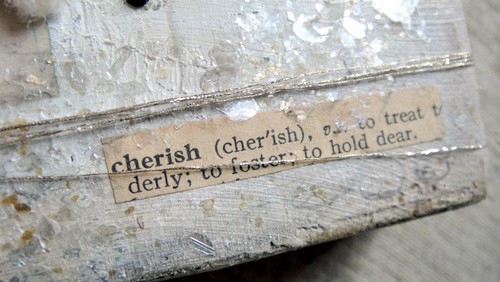 cherish (cher'ish), v.t. to treat t
derly; to foster; to hold dear.